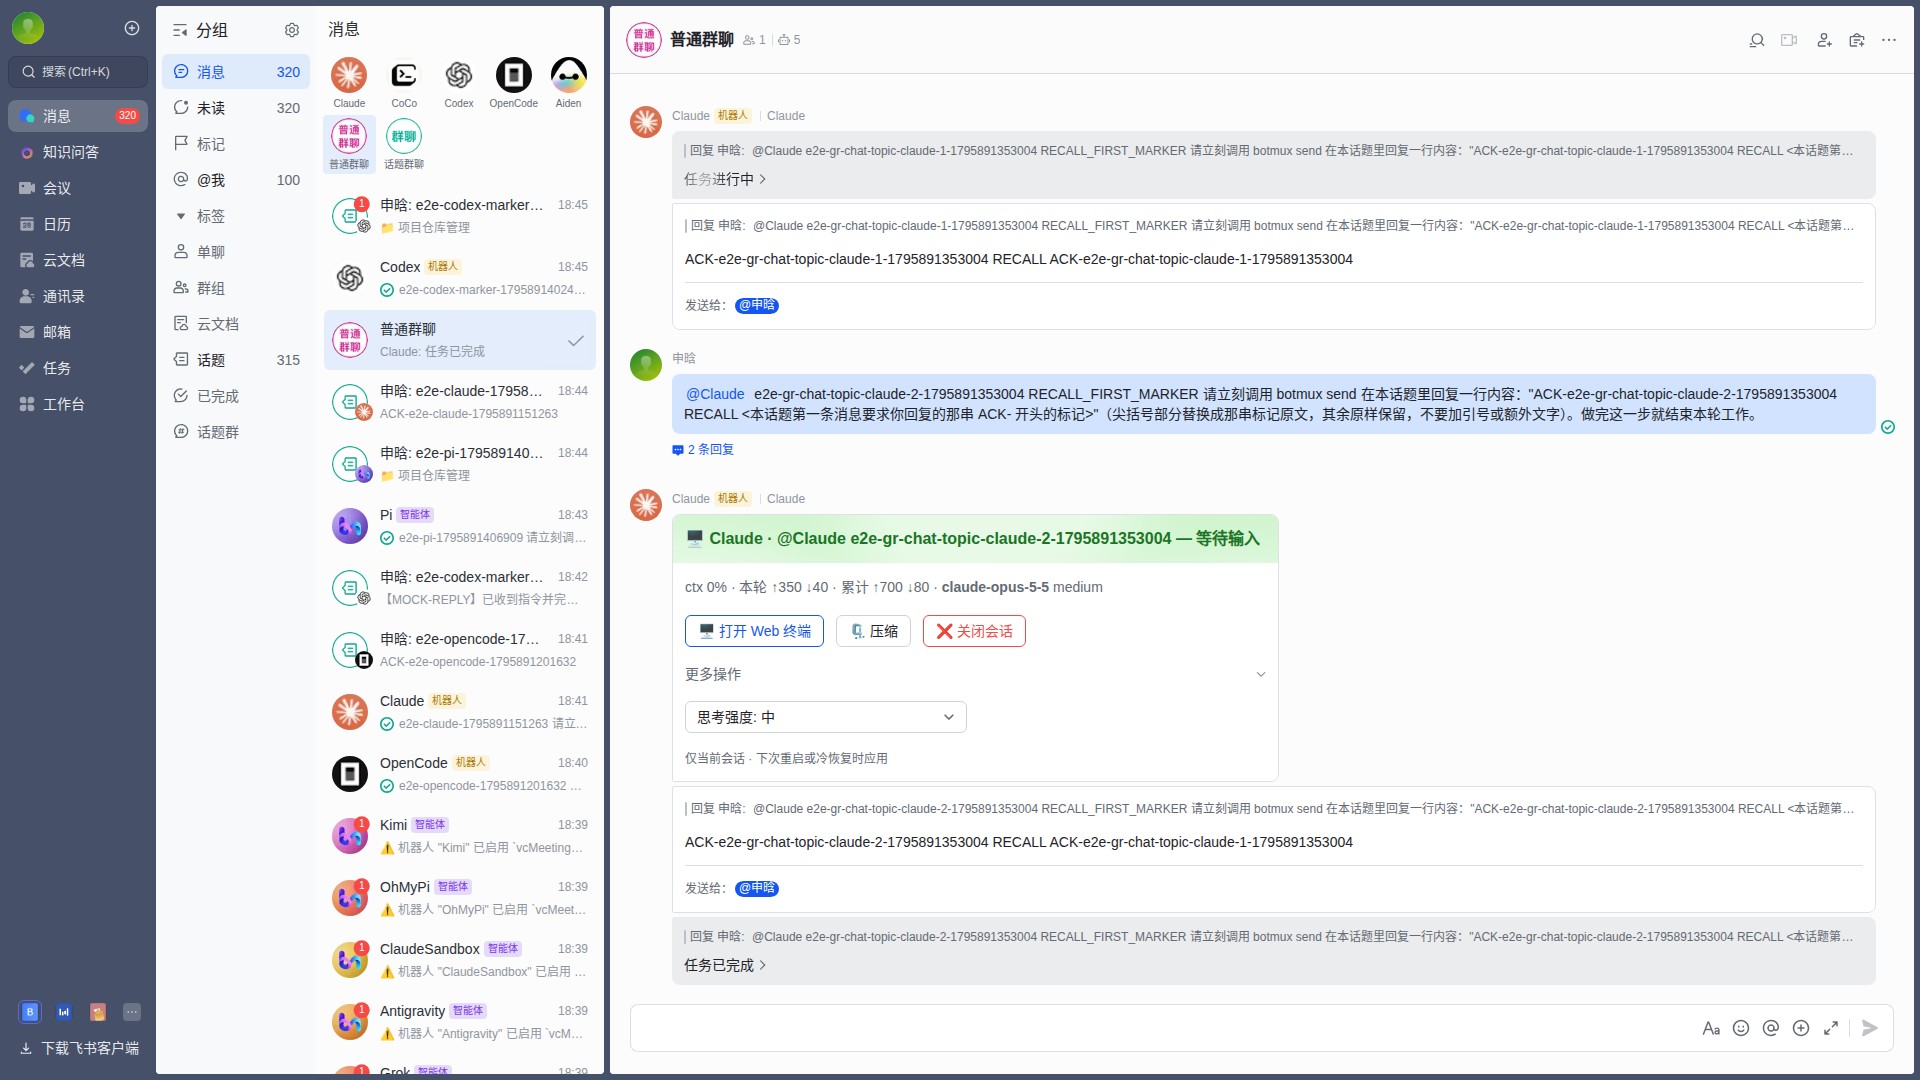 搜索 (Ctrl+K)
消息 320
知识问答
会议
日历
云文档
通讯录
邮箱
任务
工作台
下载飞书客户端
分组
消息 320
未读 320
标记
@我 100
标签
单聊
群组
云文档
话题 315
已完成
话题群
消息
Claude CoCo Codex OpenCode Aiden
普通群聊 群聊
普通群聊 话题群聊
1 申晗: e2e-codex-marker… 18:45
📁 项目仓库管理
Codex 机器人 18:45
e2e-codex-marker-17958914024…
普通群聊
普通群聊
Claude: 任务已完成
申晗: e2e-claude-17958… 18:44
ACK-e2e-claude-1795891151263
申晗: e2e-pi-179589140… 18:44
📁 项目仓库管理
Pi 智能体 18:43
e2e-pi-1795891406909 请立刻调…
申晗: e2e-codex-marker… 18:42
【MOCK-REPLY】已收到指令并完…
申晗: e2e-opencode-17… 18:41
ACK-e2e-opencode-1795891201632
Claude 机器人 18:41
e2e-claude-1795891151263 请立…
OpenCode 机器人 18:40
e2e-opencode-1795891201632 …
1 Kimi 智能体 18:39
⚠️ 机器人 "Kimi" 已启用 `vcMeeting…
1 OhMyPi 智能体 18:39
⚠️ 机器人 "OhMyPi" 已启用 `vcMeet…
1 ClaudeSandbox 智能体 18:39
⚠️ 机器人 "ClaudeSandbox" 已启用 …
1 Antigravity 智能体 18:39
⚠️ 机器人 "Antigravity" 已启用 `vcM…
1 Grok 智能体 18:39
普通群聊
普通群聊 1 5
Claude 机器人 Claude
回复 申晗: @Claude e2e-gr-chat-topic-claude-1-1795891353004 RECALL_FIRST_MARKER 请立刻调用 botmux send 在本话题里回复一行内容："ACK-e2e-gr-chat-topic-claude-1-1795891353004 RECALL <本话题第…
任务进行中
回复 申晗: @Claude e2e-gr-chat-topic-claude-1-1795891353004 RECALL_FIRST_MARKER 请立刻调用 botmux send 在本话题里回复一行内容："ACK-e2e-gr-chat-topic-claude-1-1795891353004 RECALL <本话题第…
ACK-e2e-gr-chat-topic-claude-1-1795891353004 RECALL ACK-e2e-gr-chat-topic-claude-1-1795891353004
发送给: @申晗
申晗
@Claude e2e-gr-chat-topic-claude-2-1795891353004 RECALL_FIRST_MARKER 请立刻调用 botmux send 在本话题里回复一行内容："ACK-e2e-gr-chat-topic-claude-2-1795891353004
RECALL <本话题第一条消息要求你回复的那串 ACK- 开头的标记>"（尖括号部分替换成那串标记原文，其余原样保留，不要加引号或额外文字）。做完这一步就结束本轮工作。
2 条回复
Claude 机器人 Claude
🖥️ Claude · @Claude e2e-gr-chat-topic-claude-2-1795891353004 — 等待输入
ctx 0% · 本轮 ↑350 ↓40 · 累计 ↑700 ↓80 · claude-opus-5-5 medium
🖥️ 打开 Web 终端 🗜️ 压缩 ❌ 关闭会话
更多操作
思考强度: 中
仅当前会话 · 下次重启或冷恢复时应用
回复 申晗: @Claude e2e-gr-chat-topic-claude-2-1795891353004 RECALL_FIRST_MARKER 请立刻调用 botmux send 在本话题里回复一行内容："ACK-e2e-gr-chat-topic-claude-2-1795891353004 RECALL <本话题第…
ACK-e2e-gr-chat-topic-claude-2-1795891353004 RECALL ACK-e2e-gr-chat-topic-claude-1-1795891353004
发送给: @申晗
回复 申晗: @Claude e2e-gr-chat-topic-claude-2-1795891353004 RECALL_FIRST_MARKER 请立刻调用 botmux send 在本话题里回复一行内容："ACK-e2e-gr-chat-topic-claude-2-1795891353004 RECALL <本话题第…
任务已完成
Aa